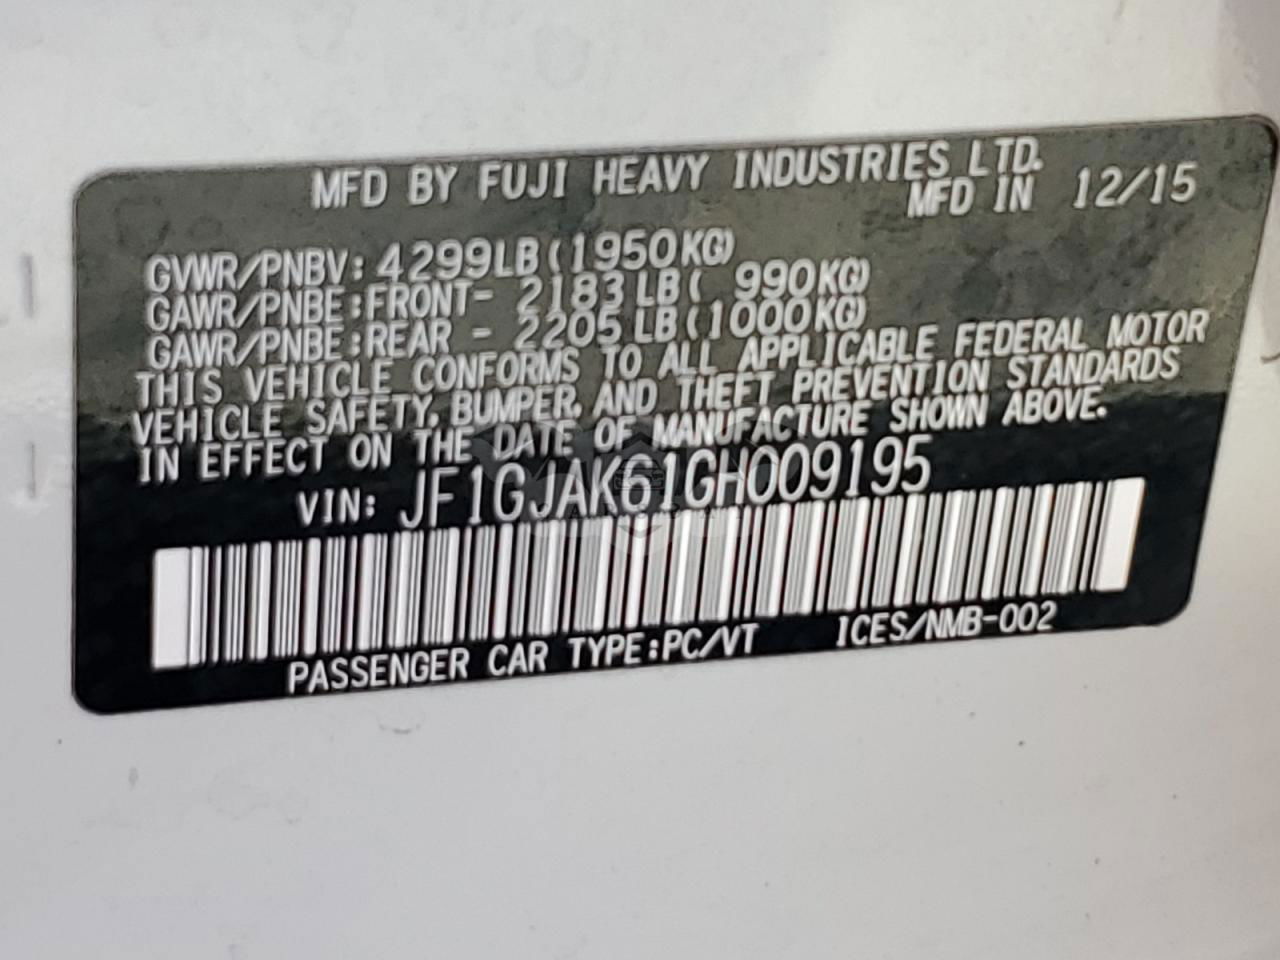 MFD BY FUJI HEAVY INDUSTRIES LTD.
MFD IN 12/15
GVWR/PNBV: 4299LB(1950KG)
GAWR/PNBE:FRONT- 2183LB( 990KG)
GAWR/PNBE:REAR - 2205LB(1000KG)
THIS VEHICLE CONFORMS TO ALL APPLICABLE FEDERAL MOTOR
VEHICLE SAFETY, BUMPER, AND THEFT PREVENTION STANDARDS
IN EFFECT ON THE DATE OF MANUFACTURE SHOWN ABOVE.
VIN: JF1GJAK61GH009195
PASSENGER CAR TYPE:PC/VT ICES/NMB-002